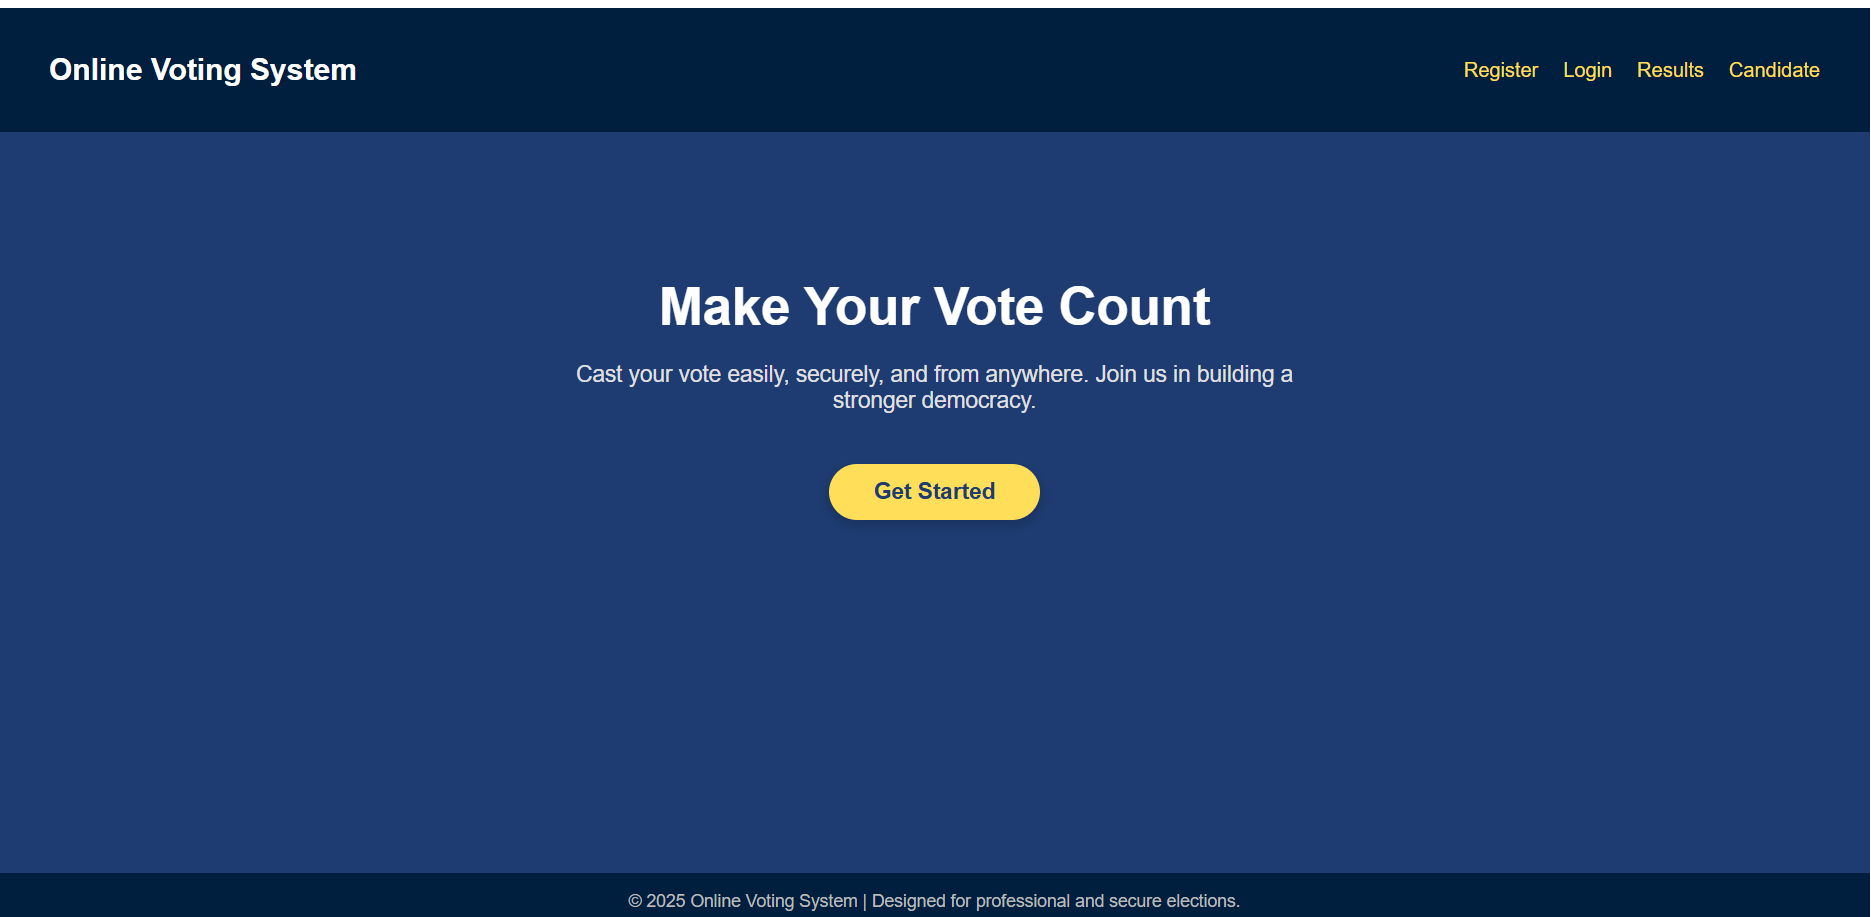 Online Voting System
Register Login Results Candidate
Make Your Vote Count
Cast your vote easily, securely, and from anywhere. Join us in building a
stronger democracy.
Get Started
© 2025 Online Voting System | Designed for professional and secure elections.